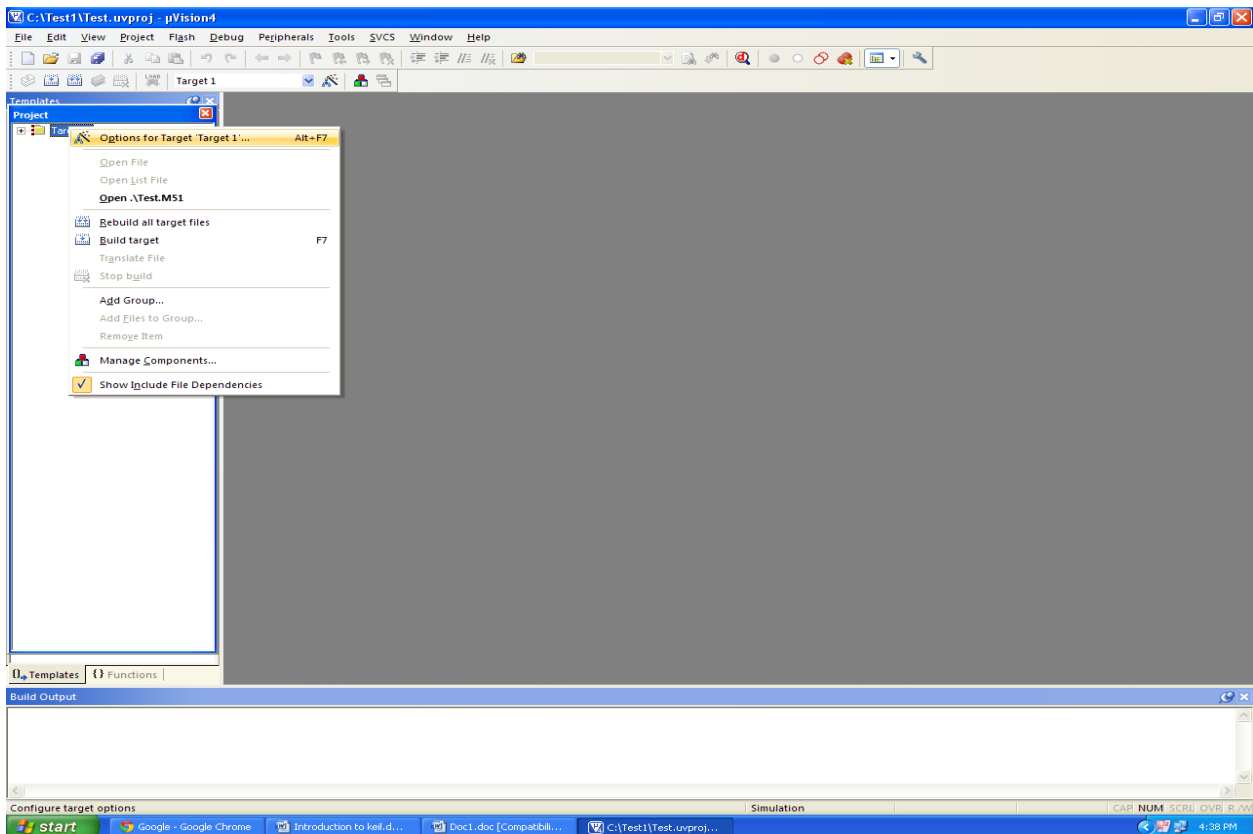 C:\Test1\Test.uvproj - µVision4
File Edit View Project Flash Debug Peripherals Tools SVCS Window Help
LOAD Target 1
Templates
Project
Options for Target 'Target 1'... Alt+F7
Open File
Open List File
Open .\Test.M51
Rebuild all target files
Build target F7
Translate File
Stop build
Add Group...
Add Files to Group...
Remove Item
Manage Components...
Show Include File Dependencies
Templates {} Functions
Build Output
Configure target options Simulation CAP NUM SCRL OVR R/W
start Google - Google Chrome Introduction to keil.d... Doc1.doc [Compatibili... C:\Test1\Test.uvproj... 4:38 PM